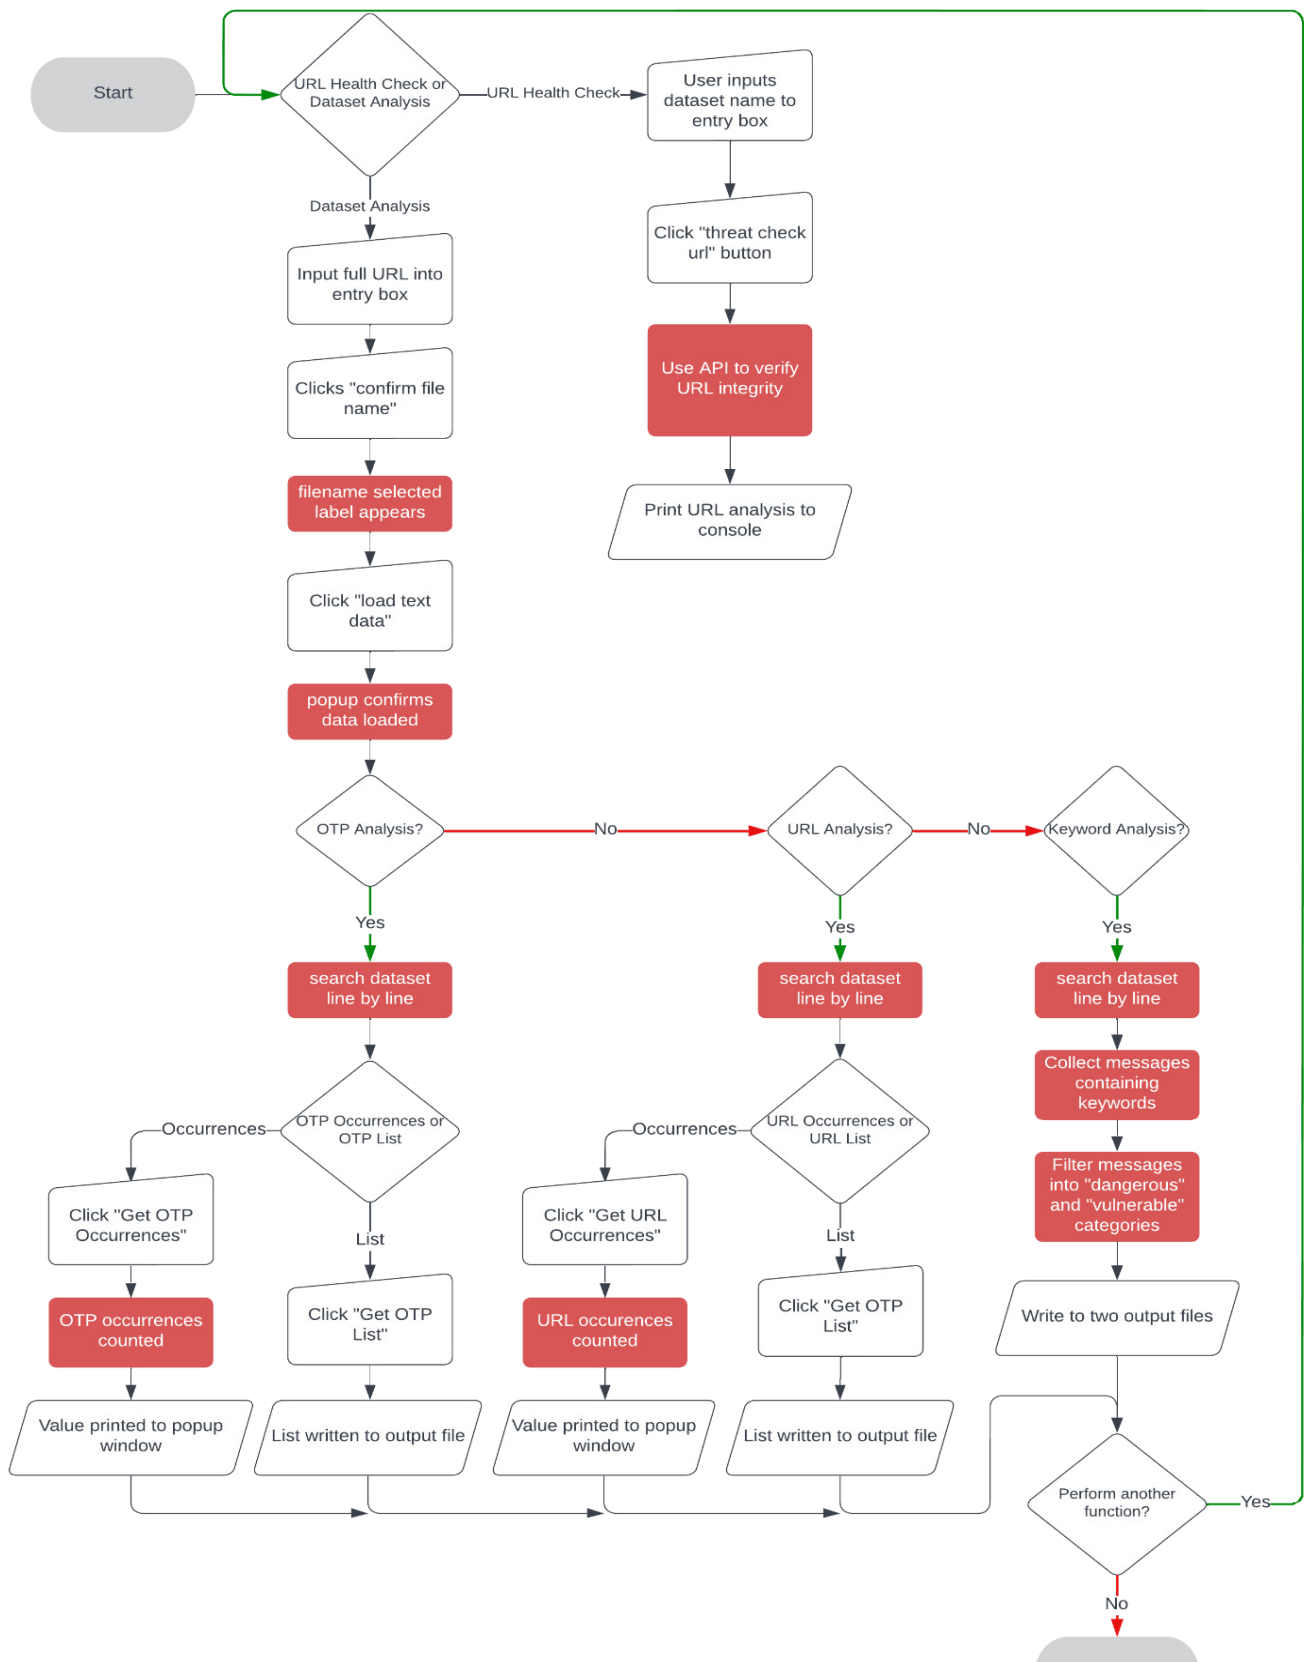 Start
URL Health Check or
Dataset Analysis
URL Health Check
User inputs
dataset name to
entry box
Dataset Analysis
Click "threat check
url" button
Input full URL into
entry box
Use API to verify
URL integrity
Clicks "confirm file
name"
filename selected
label appears
Print URL analysis to
console
Click "load text
data"
popup confirms
data loaded
OTP Analysis?
No
URL Analysis?
No
Keyword Analysis?
Yes
Yes
Yes
search dataset
line by line
search dataset
line by line
search dataset
line by line
Collect messages
containing
keywords
Occurrences
OTP Occurrences or
OTP List
Occurrences
URL Occurrences or
URL List
Filter messages
into "dangerous"
and "vulnerable"
categories
Click "Get OTP
Occurrences"
List
Click "Get URL
Occurrences"
List
OTP occurrences
counted
Click "Get OTP
List"
URL occurences
counted
Click "Get OTP
List"
Write to two output files
Value printed to popup
window
List written to output file
Value printed to popup
window
List written to output file
Perform another
function?
Yes
No